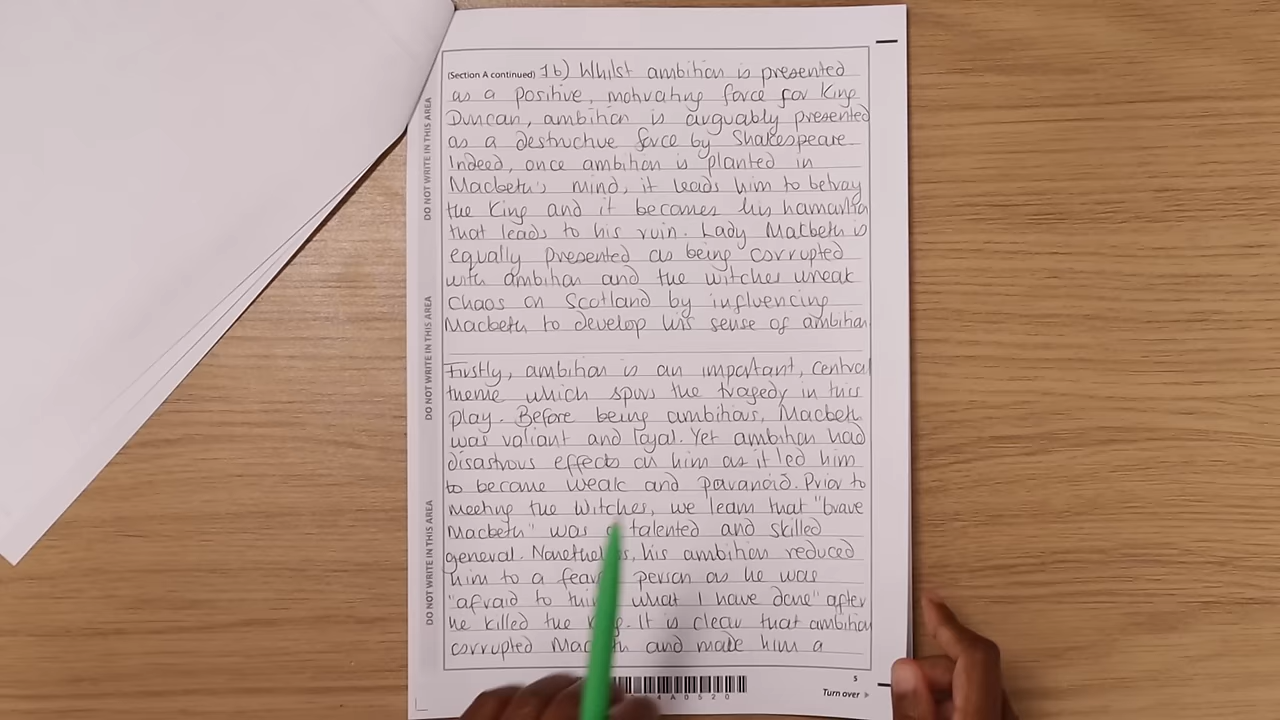 (Section A continued) 1b) Whilst ambition is presented
as a positive, motivating force for King
Duncan, ambition is arguably presented
as a destructive force by Shakespeare.
Indeed, once ambition is planted in
Macbeth's mind, it leads him to betray
the King and it becomes his hamartia
that leads to his ruin. Lady Macbeth is
equally presented as being corrupted
with ambition and the witches wreak
chaos on Scotland by influencing
Macbeth to develop his sense of ambition.
Firstly, ambition is an important, central
theme which spurs the tragedy in this
play. Before being ambitious, Macbeth
was valiant and loyal. Yet ambition had
disastrous effects on him as it led him
to become weak and paranoid. Prior to
meeting the Witches, we learn that "brave
Macbeth" was a talented and skilled
general. Nonetheless, his ambition reduced
him to a person as he was
"afraid to what I have done" after
he killed the . It is clear that ambition
corrupted Macbeth and made him a
DO NOT WRITE IN THIS AREA
DO NOT WRITE IN THIS AREA
DO NOT WRITE IN THIS AREA
5
Turn over